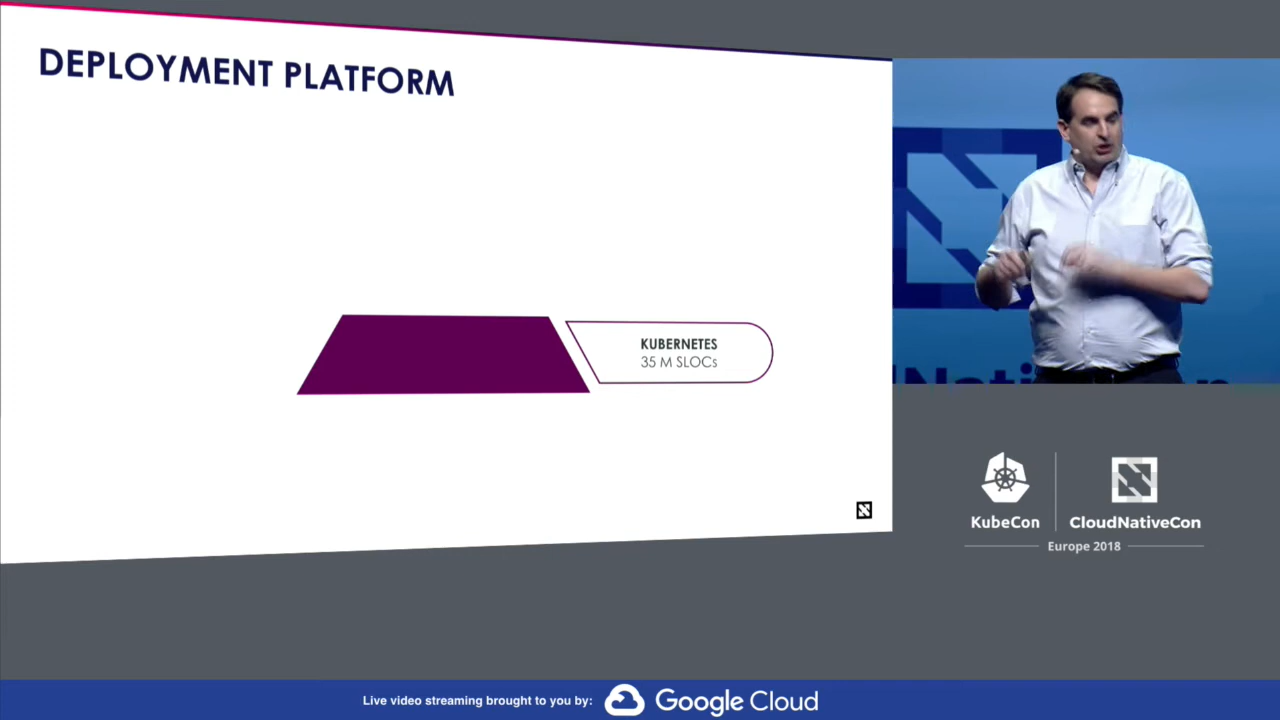 DEPLOYMENT PLATFORM
KUBERNETES
35 M SLOCs
KubeCon
CloudNativeCon
Europe 2018
Live video streaming brought to you by:
Google Cloud